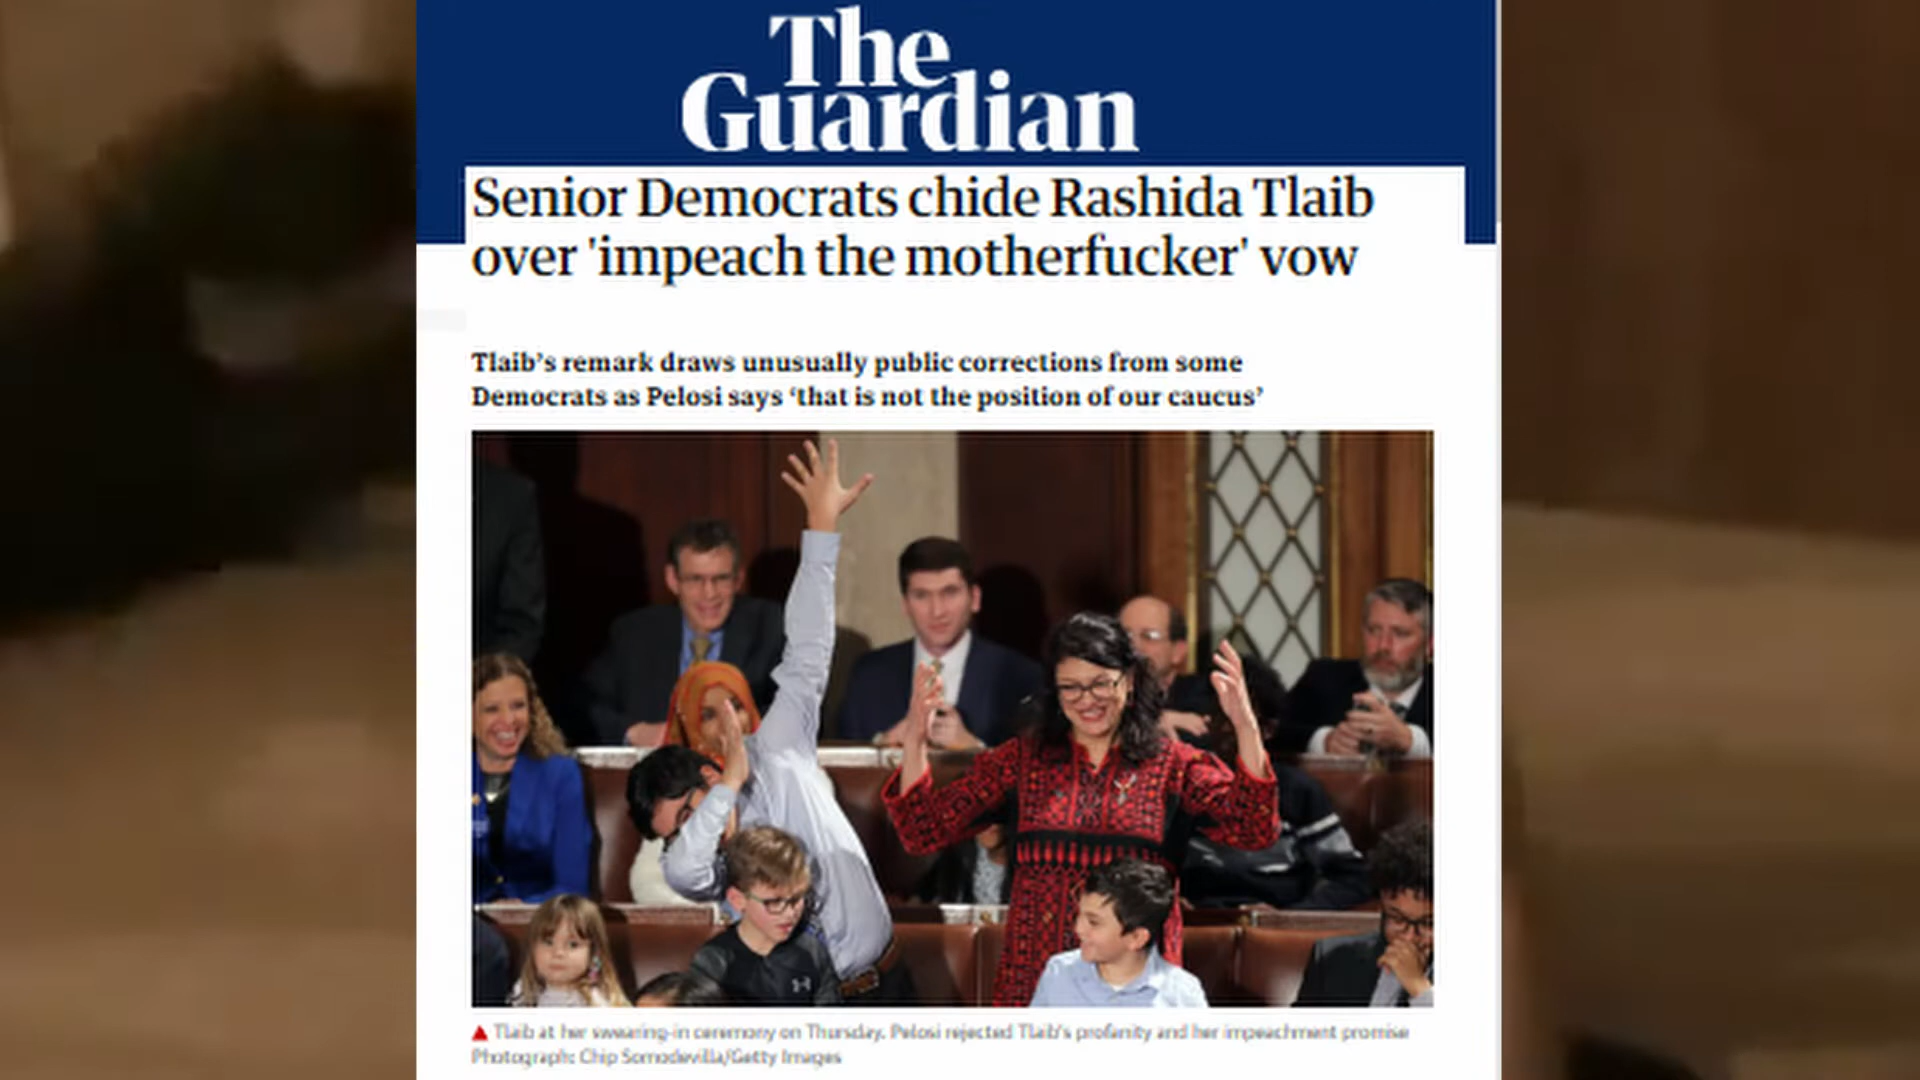 The
Guardian
Senior Democrats chide Rashida Tlaib
over 'impeach the motherfucker' vow
Tlaib's remark draws unusually public corrections from some
Democrats as Pelosi says ‘that is not the position of our caucus’
▲ Tlaib at her swearing-in ceremony on Thursday. Pelosi rejected Tlaib's profanity and her impeachment promise
Photograph: Chip Somodevilla/Getty Images